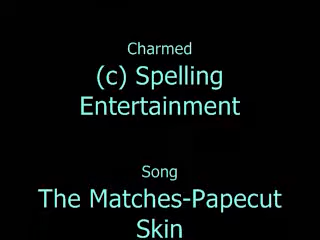 Charmed
(c) Spelling
Entertainment
Song
The Matches-Papecut
Skin